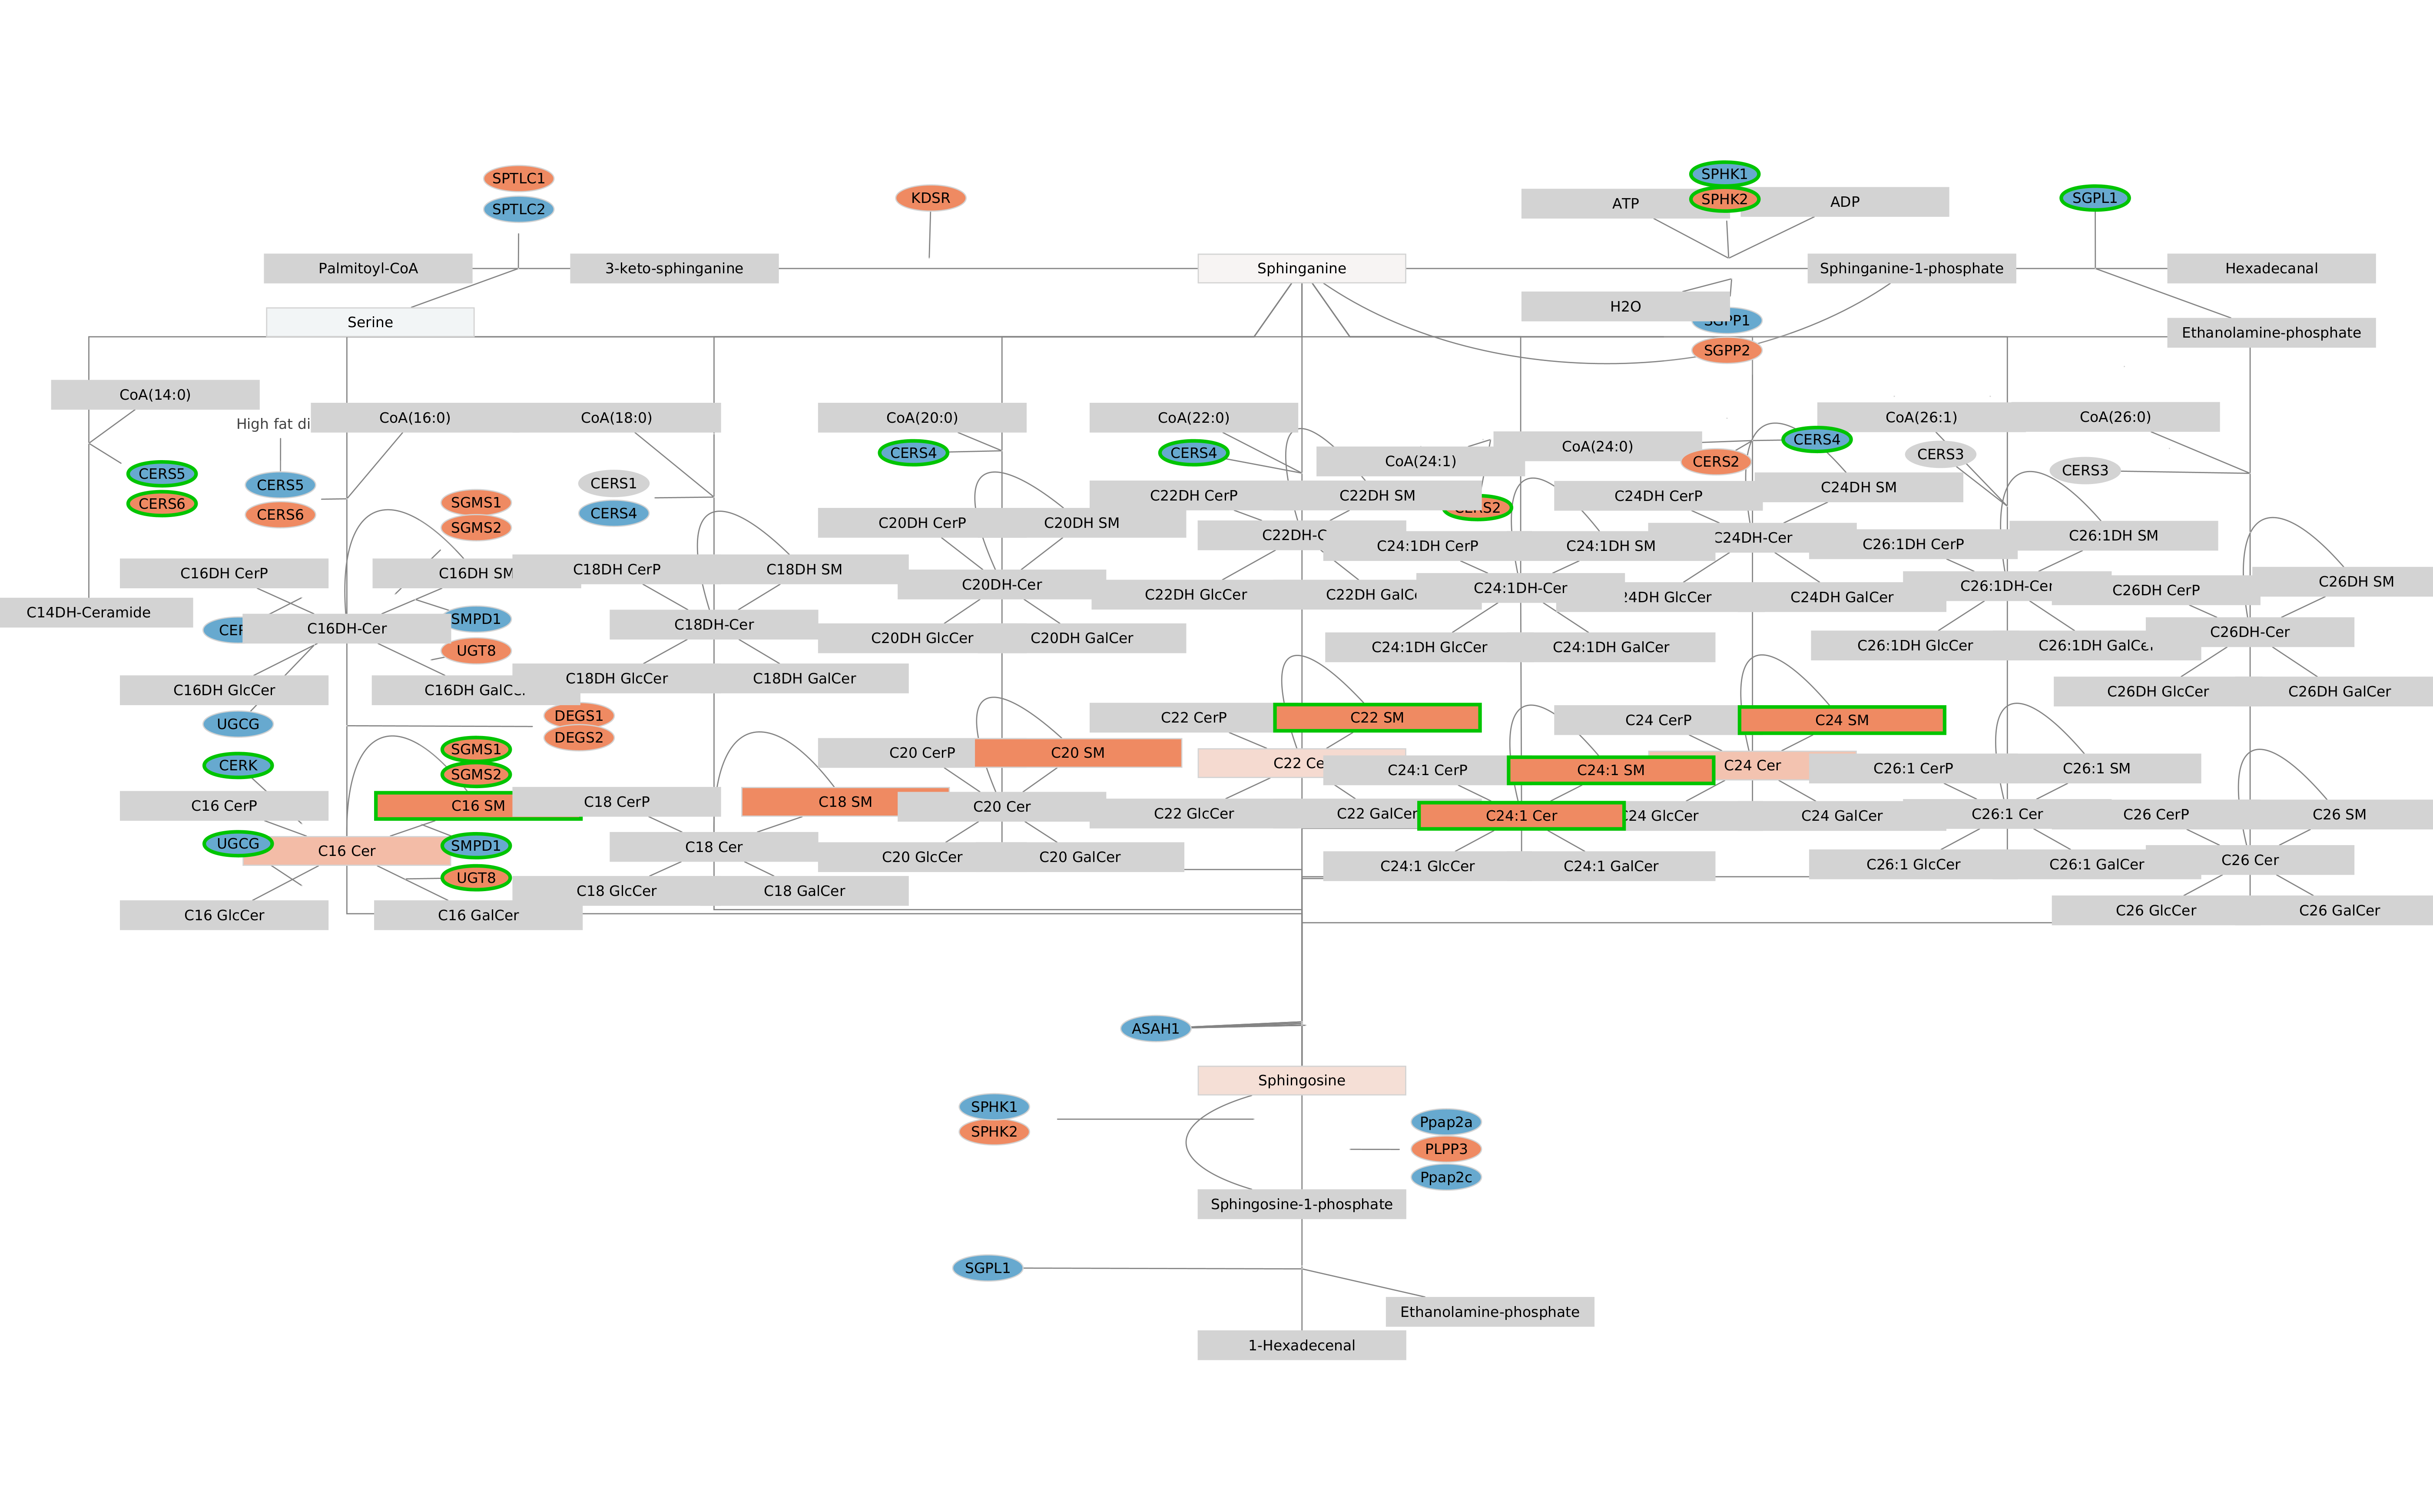 SPTLC1
SPTLC2
KDSR
SPHK1
SPHK2
ATP
ADP
SGPL1
Palmitoyl-CoA
3-keto-sphinganine
Sphinganine
Sphinganine-1-phosphate
Hexadecanal
H2O
Serine
SGPP1
SGPP2
Ethanolamine-phosphate
CoA(14:0)
High fat di
CoA(16:0)
CoA(18:0)
CoA(20:0)
CoA(22:0)
CoA(24:1)
CoA(24:0)
CoA(26:1)
CoA(26:0)
CERS4
CERS4
CERS2
CERS4
CERS3
CERS3
CERS5
CERS6
CERS5
CERS6
SGMS1
SGMS2
CERS1
CERS4
C22DH CerP
C22DH SM
C24DH CerP
C24DH SM
C20DH CerP
C20DH SM
C22DH-C
C24:1DH CerP
C24:1DH SM
C24DH-Cer
C26:1DH CerP
C26:1DH SM
C16DH CerP
C16DH SM
C18DH CerP
C18DH SM
C20DH-Cer
C22DH GlcCer
C22DH GalCe
C24:1DH-Cer
24DH GlcCer
C24DH GalCer
C26:1DH-Cer
C26DH CerP
C26DH SM
C14DH-Ceramide
CER
C16DH-Cer
SMPD1
UGT8
C18DH-Cer
C20DH GlcCer
C20DH GalCer
C24:1DH GlcCer
C24:1DH GalCer
C26:1DH GlcCer
C26:1DH GalCe
C26DH-Cer
C16DH GlcCer
C16DH GalC
C18DH GlcCer
C18DH GalCer
C26DH GlcCer
C26DH GalCer
UGCG
DEGS1
DEGS2
C22 CerP
C22 SM
C24 CerP
C24 SM
SGMS1
SGMS2
CERK
C20 CerP
C20 SM
C22 Ce
C24:1 CerP
C24:1 SM
C24 Cer
C26:1 CerP
C26:1 SM
C16 CerP
C16 SM
C18 CerP
C18 SM
C20 Cer
C22 GlcCer
C22 GalCer
C24:1 Cer
24 GlcCer
C24 GalCer
C26:1 Cer
C26 CerP
C26 SM
UGCG
C16 Cer
SMPD1
UGT8
C18 Cer
C20 GlcCer
C20 GalCer
C24:1 GlcCer
C24:1 GalCer
C26:1 GlcCer
C26:1 GalCer
C26 Cer
C18 GlcCer
C18 GalCer
C16 GlcCer
C16 GalCer
C26 GlcCer
C26 GalCer
ASAH1
Sphingosine
SPHK1
SPHK2
Ppap2a
PLPP3
Ppap2c
Sphingosine-1-phosphate
SGPL1
Ethanolamine-phosphate
1-Hexadecenal